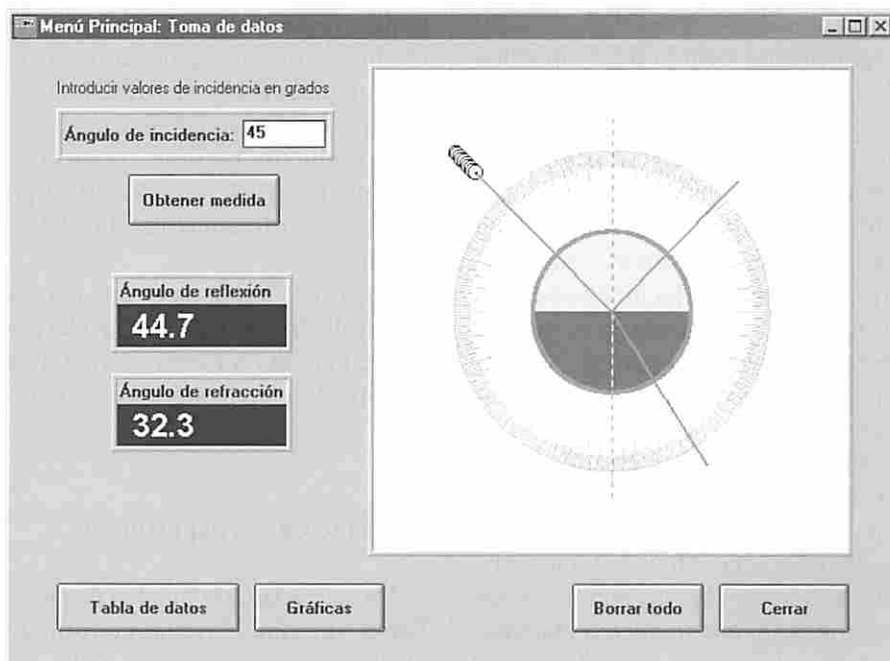 Menú Principal: Toma de datos
Introducir valores de incidencia en grados
Ángulo de incidencia: 45
Obtener medida
Ángulo de reflexión
44.7
Ángulo de refracción
32.3
Tabla de datos
Gráficas
Borrar todo
Cerrar